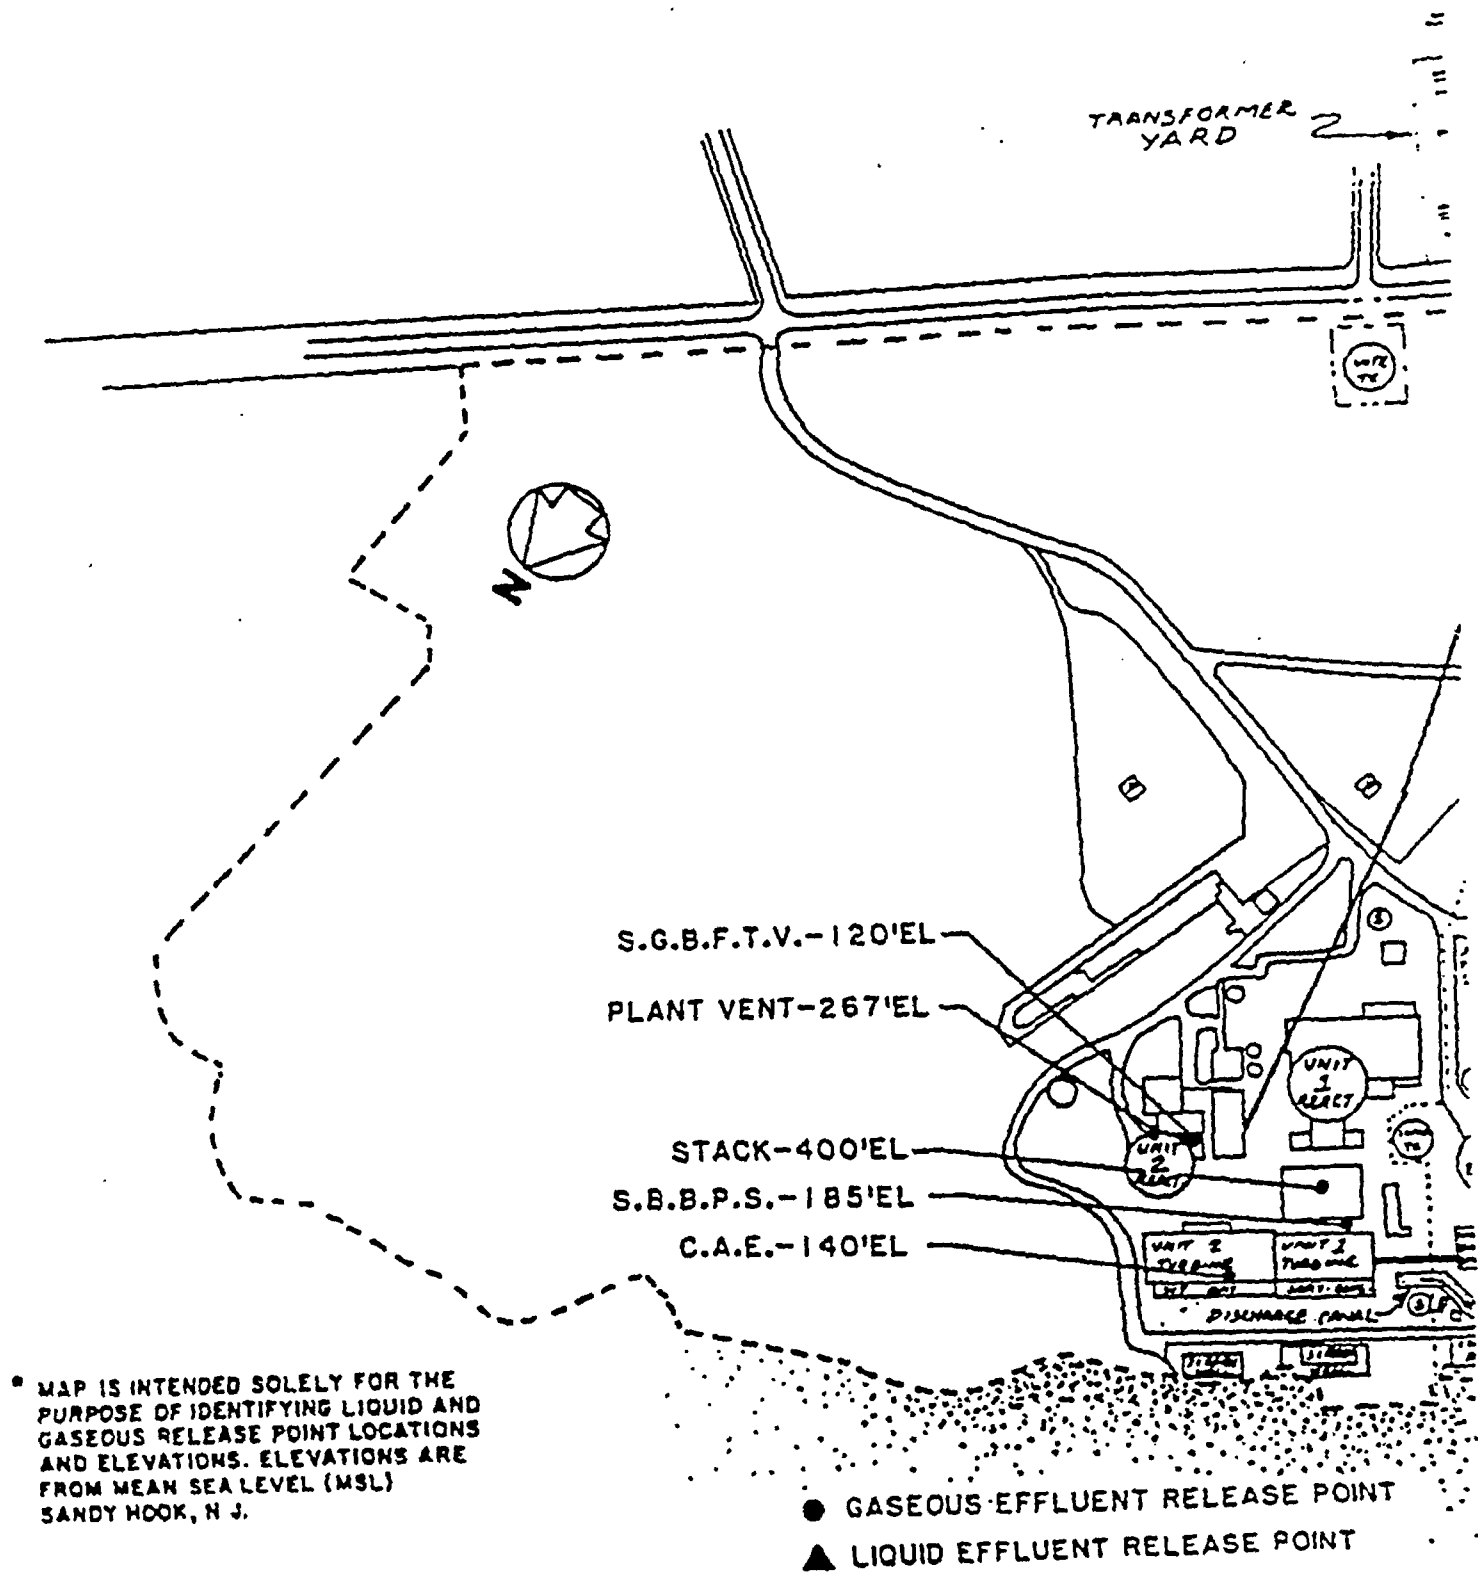 TRANSFORMER
YARD
N
S.G.B.F.T.V.-120'EL
PLANT VENT-267'EL
UNIT
1
REACT
STACK-400'EL
UNIT
2
REACT
S.B.B.P.S.-185'EL
C.A.E.-140'EL
UNIT 2
TURBINE
UNIT 1
TURBINE
DISCHARGE CANAL
* MAP IS INTENDED SOLELY FOR THE
PURPOSE OF IDENTIFYING LIQUID AND
GASEOUS RELEASE POINT LOCATIONS
AND ELEVATIONS. ELEVATIONS ARE
FROM MEAN SEA LEVEL (MSL)
SANDY HOOK, N J.
● GASEOUS EFFLUENT RELEASE POINT
▲ LIQUID EFFLUENT RELEASE POINT